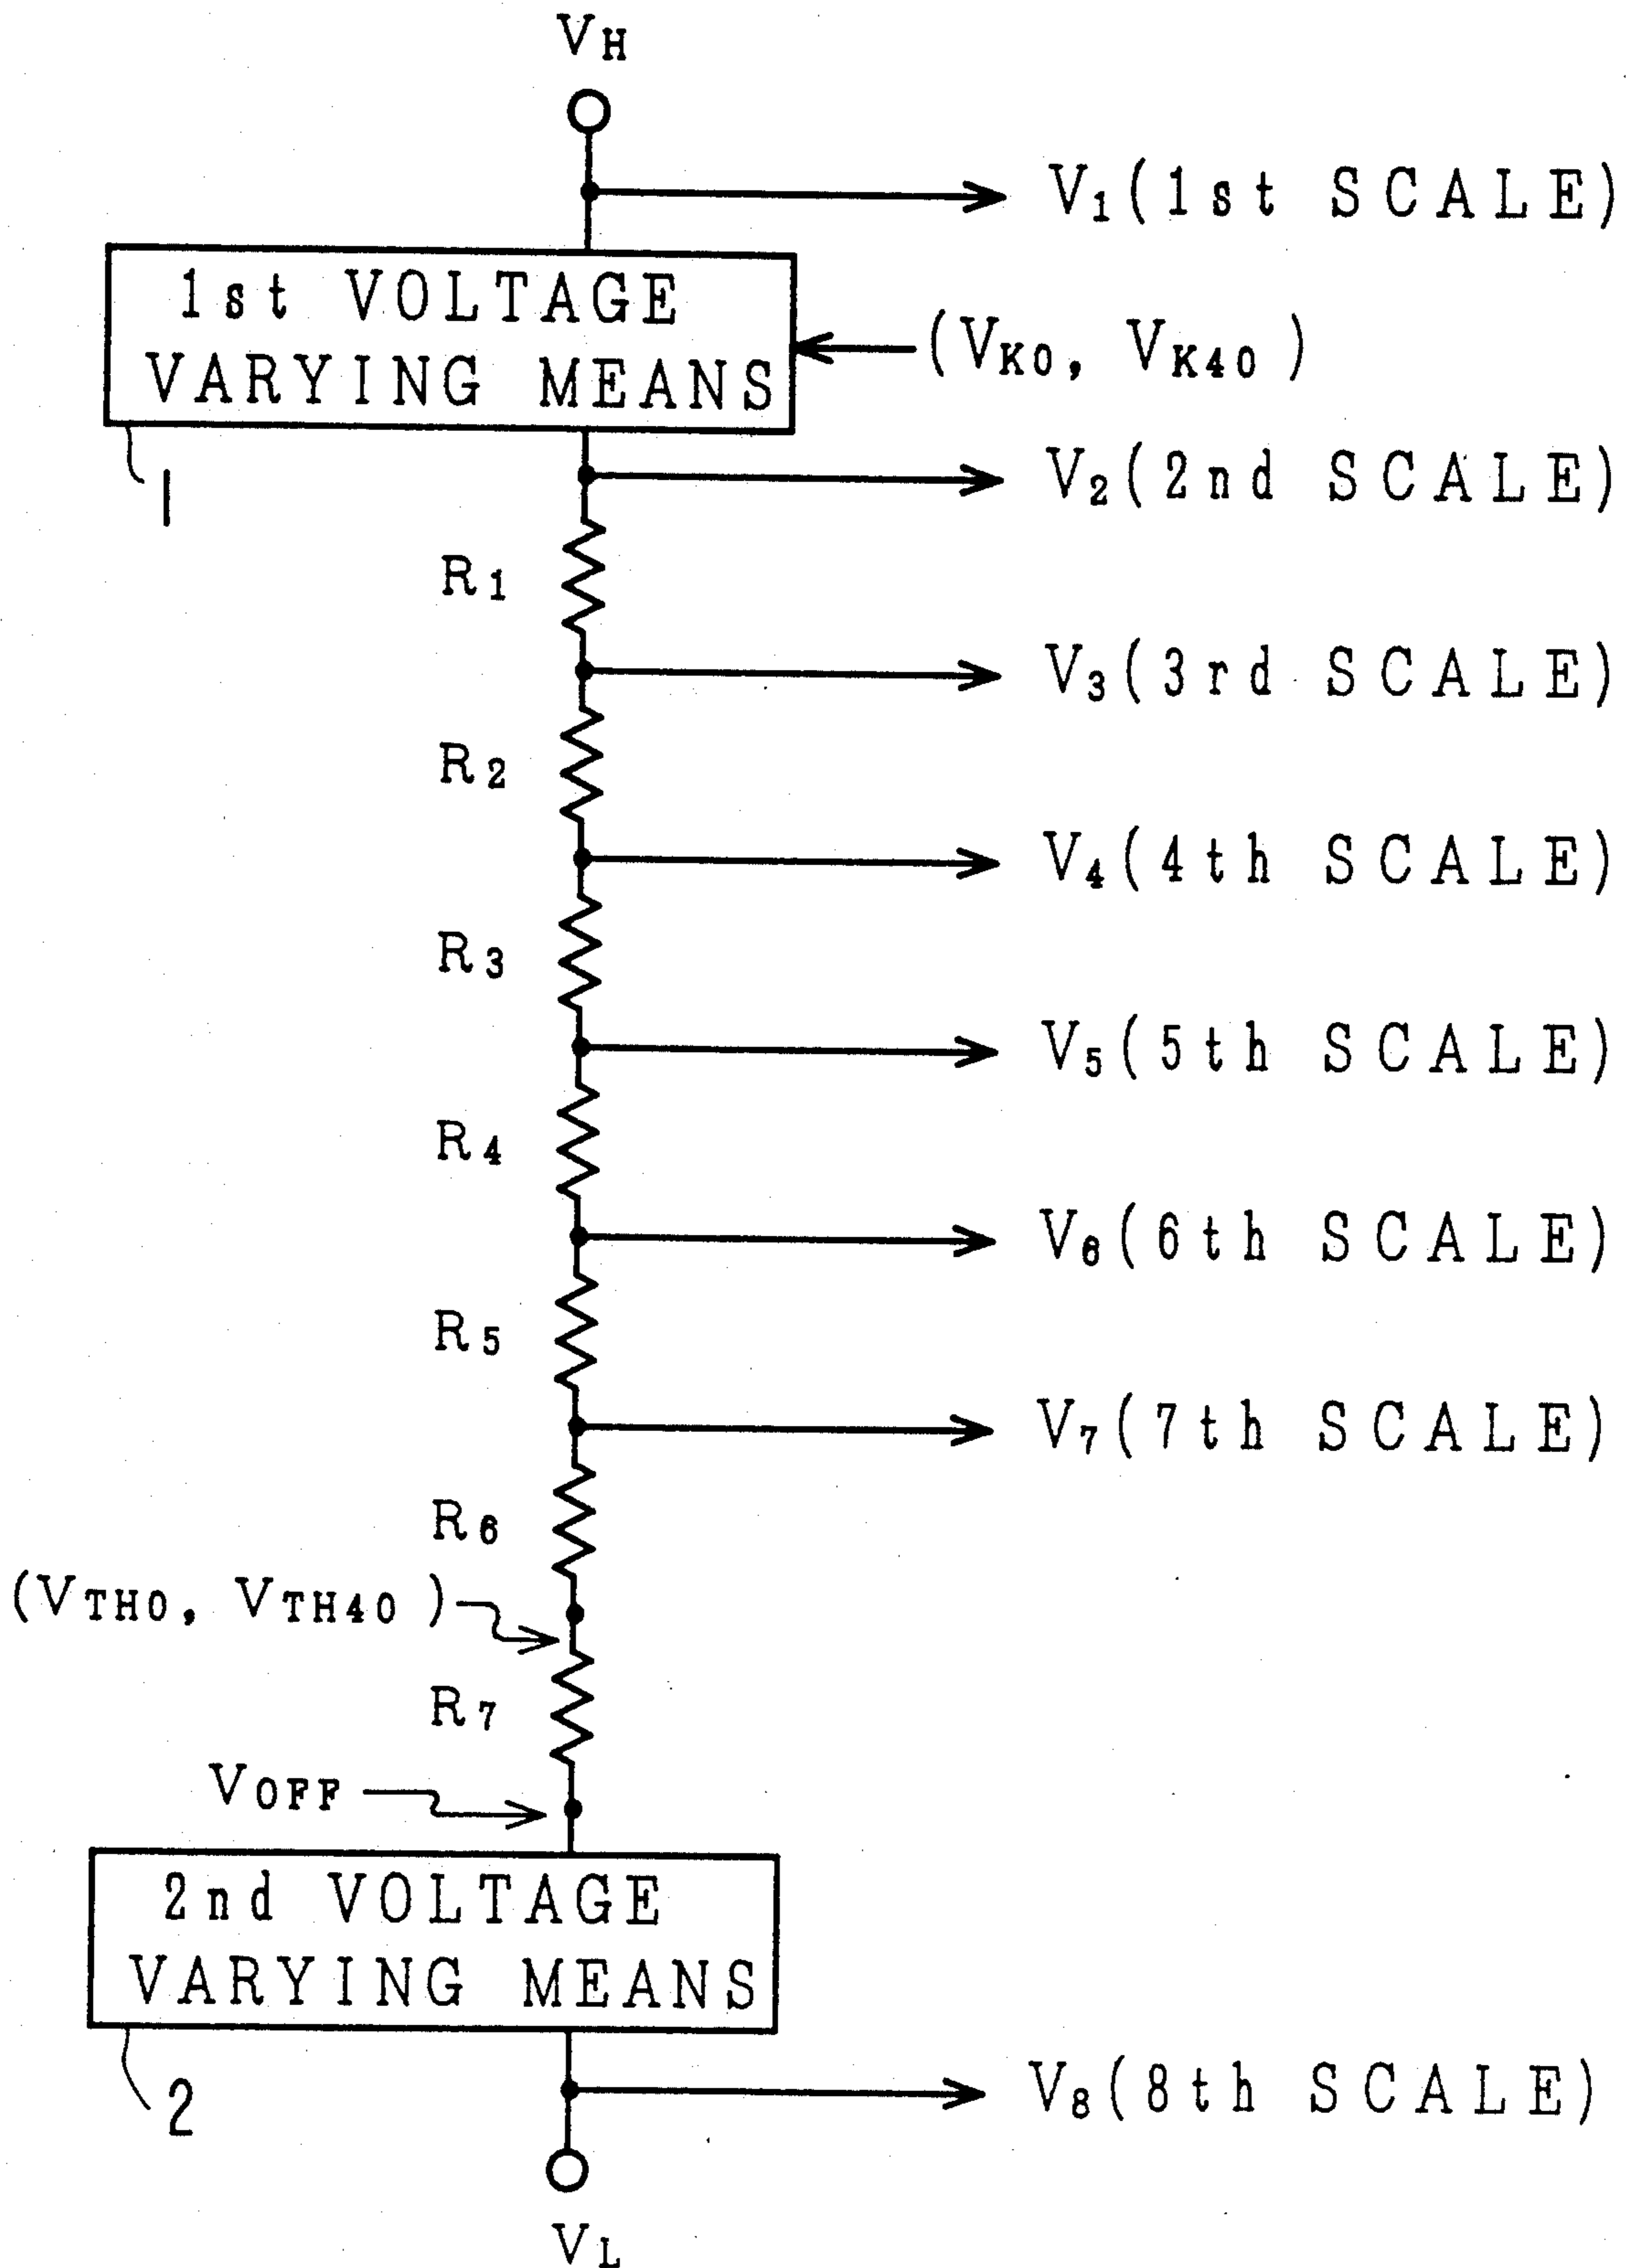 VH
V1(1st SCALE)
1st VOLTAGE
VARYING MEANS
(VK0, VK40)
1
V2(2nd SCALE)
R1
V3(3rd SCALE)
R2
V4(4th SCALE)
R3
V5(5th SCALE)
R4
V6(6th SCALE)
R5
V7(7th SCALE)
R6
(VTH0, VTH40)
R7
VOFF
2nd VOLTAGE
VARYING MEANS
2
V8(8th SCALE)
VL